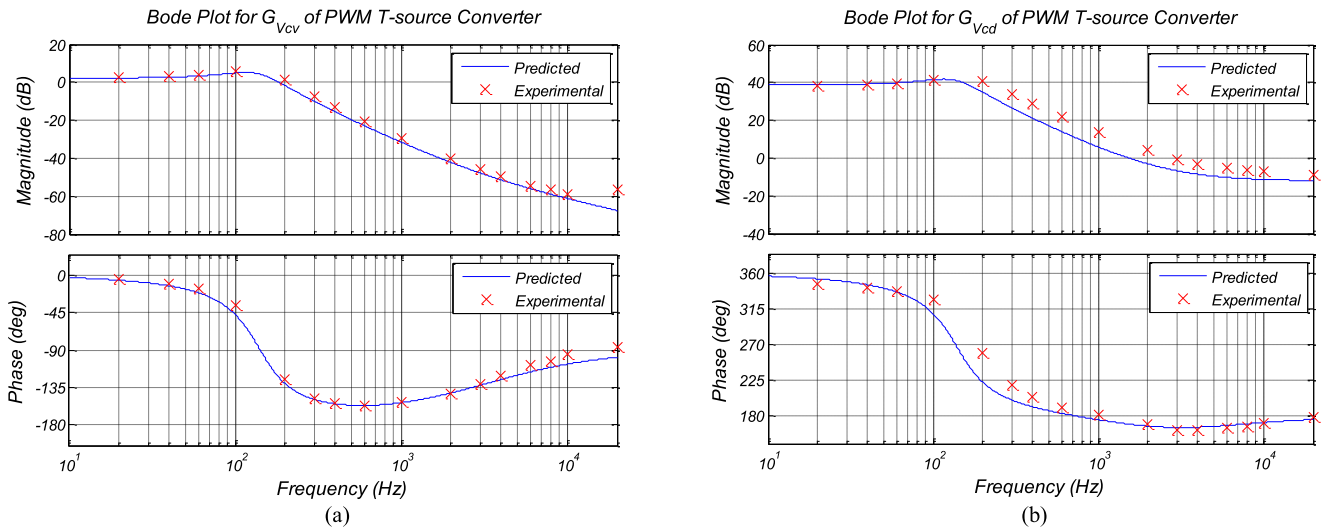 Bode Plot for G_Vcv of PWM T-source Converter
Magnitude (dB)
20
0
-20
-40
-60
-80
Predicted
Experimental
Phase (deg)
0
-45
-90
-135
-180
Predicted
Experimental
10^1
10^2
10^3
10^4
Frequency (Hz)
(a)
Bode Plot for G_Vcd of PWM T-source Converter
Magnitude (dB)
60
40
20
0
-20
-40
Predicted
Experimental
Phase (deg)
360
315
270
225
180
Predicted
Experimental
10^1
10^2
10^3
10^4
Frequency (Hz)
(b)